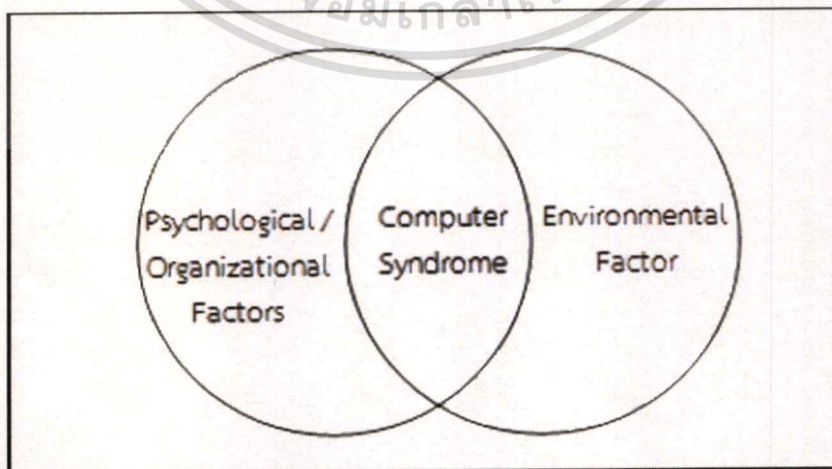 Psychological /
Organizational
Factors
Computer
Syndrome
Environmental
Factor